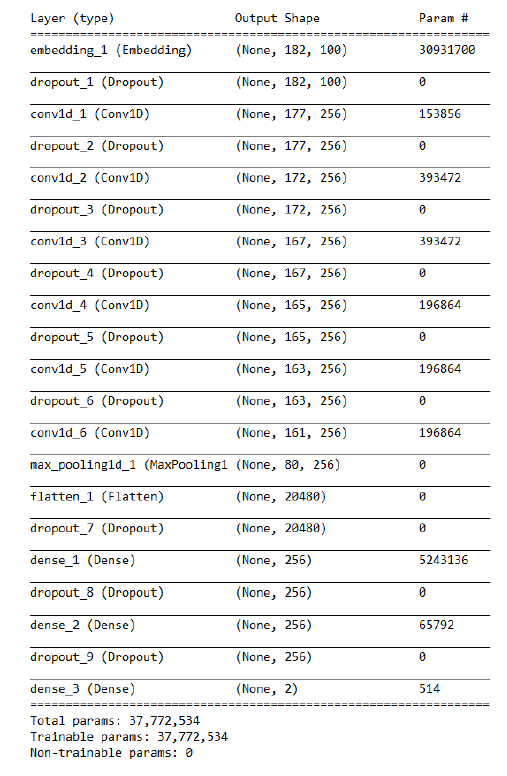 Layer (type) Output Shape Param #
embedding_1 (Embedding) (None, 182, 100) 30931700
dropout_1 (Dropout) (None, 182, 100) 0
conv1d_1 (Conv1D) (None, 177, 256) 153856
dropout_2 (Dropout) (None, 177, 256) 0
conv1d_2 (Conv1D) (None, 172, 256) 393472
dropout_3 (Dropout) (None, 172, 256) 0
conv1d_3 (Conv1D) (None, 167, 256) 393472
dropout_4 (Dropout) (None, 167, 256) 0
conv1d_4 (Conv1D) (None, 165, 256) 196864
dropout_5 (Dropout) (None, 165, 256) 0
conv1d_5 (Conv1D) (None, 163, 256) 196864
dropout_6 (Dropout) (None, 163, 256) 0
conv1d_6 (Conv1D) (None, 161, 256) 196864
max_pooling1d_1 (MaxPooling1 (None, 80, 256) 0
flatten_1 (Flatten) (None, 20480) 0
dropout_7 (Dropout) (None, 20480) 0
dense_1 (Dense) (None, 256) 5243136
dropout_8 (Dropout) (None, 256) 0
dense_2 (Dense) (None, 256) 65792
dropout_9 (Dropout) (None, 256) 0
dense_3 (Dense) (None, 2) 514
Total params: 37,772,534
Trainable params: 37,772,534
Non-trainable params: 0